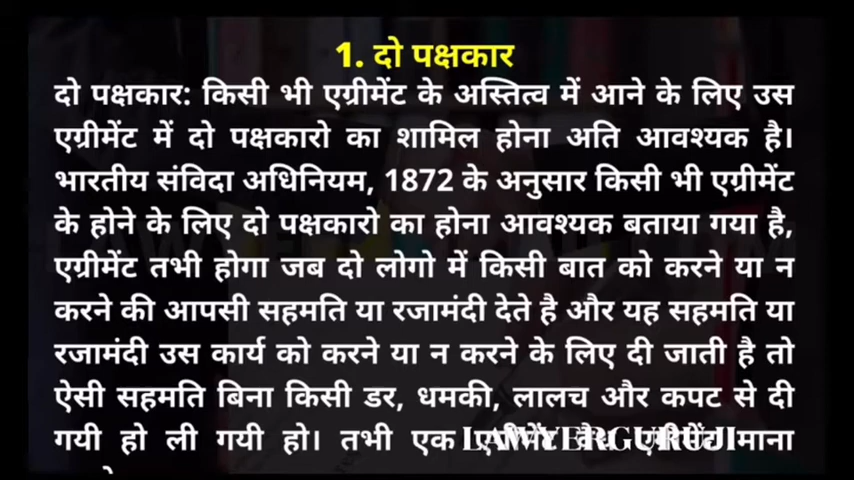 1. दो पक्षकार
दो पक्षकार: किसी भी एग्रीमेंट के अस्तित्व में आने के लिए उस
एग्रीमेंट में दो पक्षकारो का शामिल होना अति आवश्यक है।
भारतीय संविदा अधिनियम, 1872 के अनुसार किसी भी एग्रीमेंट
के होने के लिए दो पक्षकारो का होना आवश्यक बताया गया है,
एग्रीमेंट तभी होगा जब दो लोगो में किसी बात को करने या न
करने की आपसी सहमति या रजामंदी देते है और यह सहमति या
रजामंदी उस कार्य को करने या न करने के लिए दी जाती है तो
ऐसी सहमति बिना किसी डर, धमकी, लालच और कपट से दी
गयी हो ली गयी हो। तभी एक एग्रीमेंट माना
LAWYERGURUJI